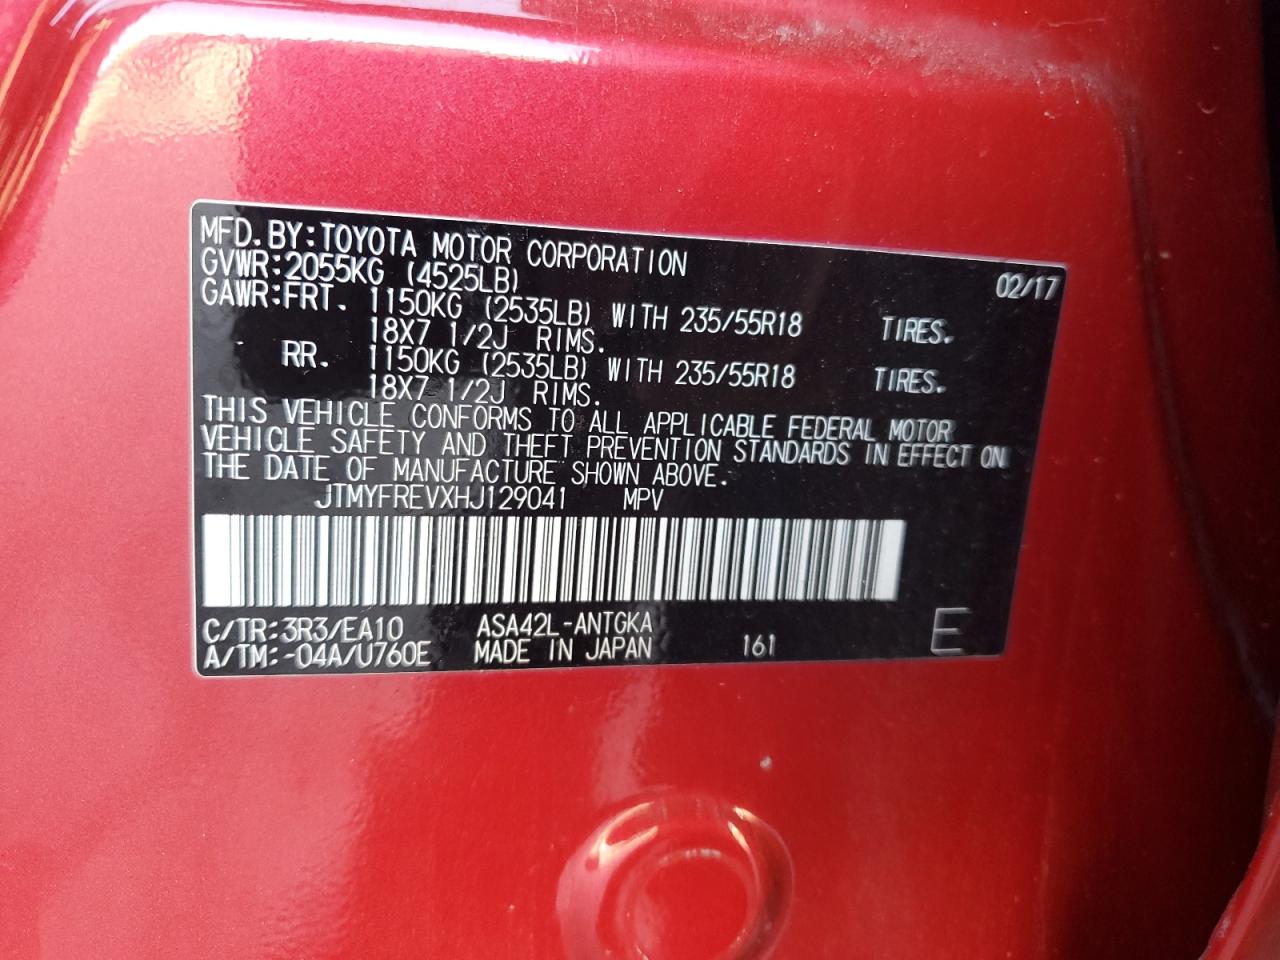 MFD.BY:TOYOTA MOTOR CORPORATION 02/17
GVWR:2055KG (4525LB)
GAWR:FRT. 1150KG (2535LB) WITH 235/55R18 TIRES.
18X7 1/2J RIMS.
RR. 1150KG (2535LB) WITH 235/55R18 TIRES.
18X7 1/2J RIMS.
THIS VEHICLE CONFORMS TO ALL APPLICABLE FEDERAL MOTOR
VEHICLE SAFETY AND THEFT PREVENTION STANDARDS IN EFFECT ON
THE DATE OF MANUFACTURE SHOWN ABOVE.
JTMYFREVXHJ129041 MPV
C/TR:3R3/EA10 ASA42L-ANTGKA
A/TM:-04A/U760E MADE IN JAPAN 161 E